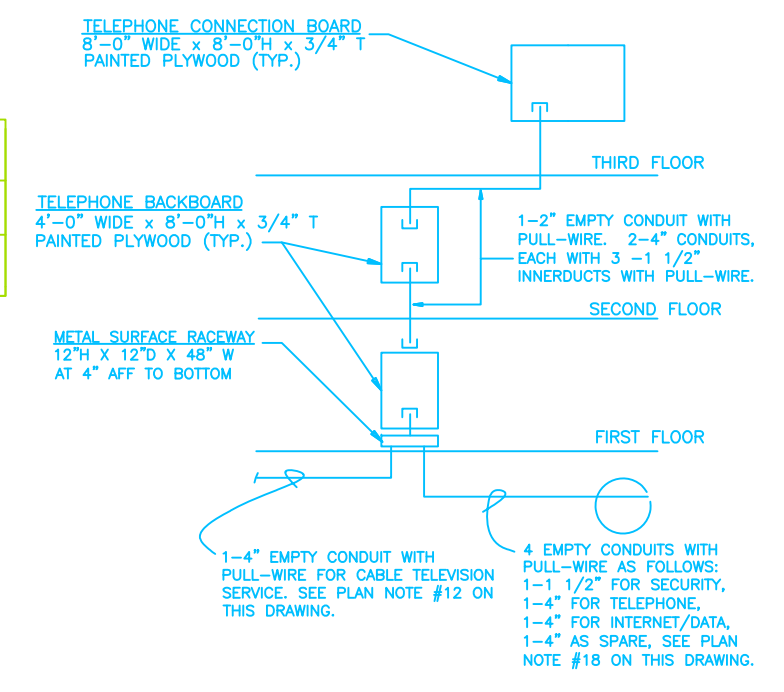 TELEPHONE CONNECTION BOARD
8'-0" WIDE x 8'-0"H x 3/4" T
PAINTED PLYWOOD (TYP.)
THIRD FLOOR
TELEPHONE BACKBOARD
4'-0" WIDE x 8'-0"H x 3/4" T
PAINTED PLYWOOD (TYP.)
1-2" EMPTY CONDUIT WITH
PULL-WIRE. 2-4" CONDUITS,
EACH WITH 3 -1 1/2"
INNERDUCTS WITH PULL-WIRE.
SECOND FLOOR
METAL SURFACE RACEWAY
12"H X 12"D X 48" W
AT 4" AFF TO BOTTOM
FIRST FLOOR
1-4" EMPTY CONDUIT WITH
PULL-WIRE FOR CABLE TELEVISION
SERVICE. SEE PLAN NOTE #12 ON
THIS DRAWING.
4 EMPTY CONDUITS WITH
PULL-WIRE AS FOLLOWS:
1-1 1/2" FOR SECURITY,
1-4" FOR TELEPHONE,
1-4" FOR INTERNET/DATA,
1-4" AS SPARE, SEE PLAN
NOTE #18 ON THIS DRAWING.